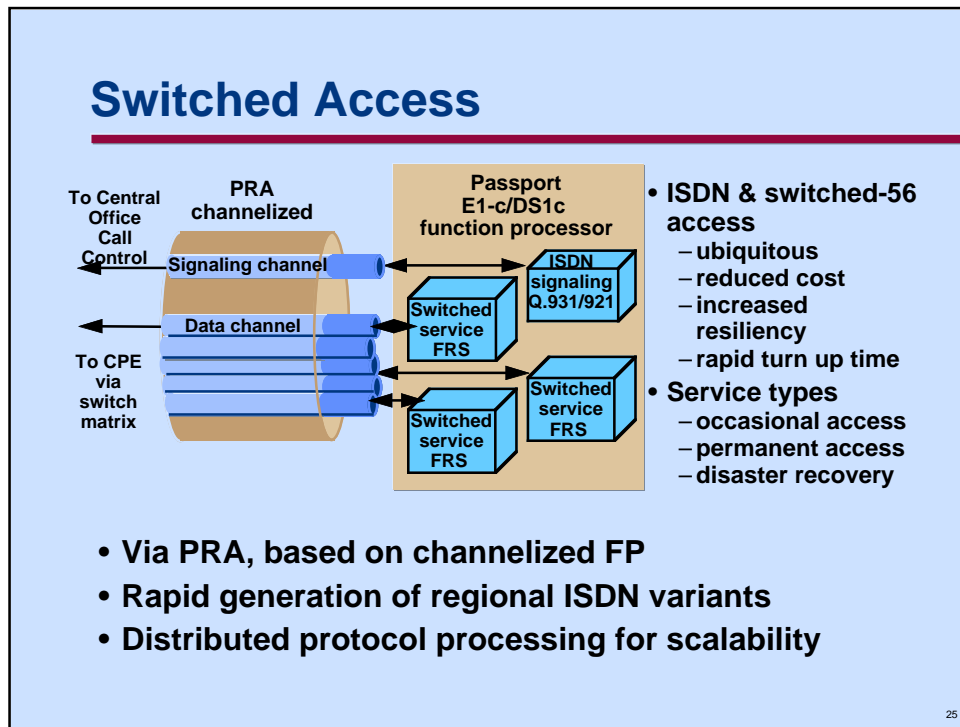 Switched Access
To Central
Office
Call
Control
PRA
channelized
Signaling channel
Data channel
To CPE
via
switch
matrix
Passport
E1-c/DS1c
function processor
ISDN
signaling
Q.931/921
Switched
service
FRS
Switched
service
FRS
Switched
service
FRS
• ISDN & switched-56
access
– ubiquitous
– reduced cost
– increased
resiliency
– rapid turn up time
• Service types
– occasional access
– permanent access
– disaster recovery
• Via PRA, based on channelized FP
• Rapid generation of regional ISDN variants
• Distributed protocol processing for scalability
25